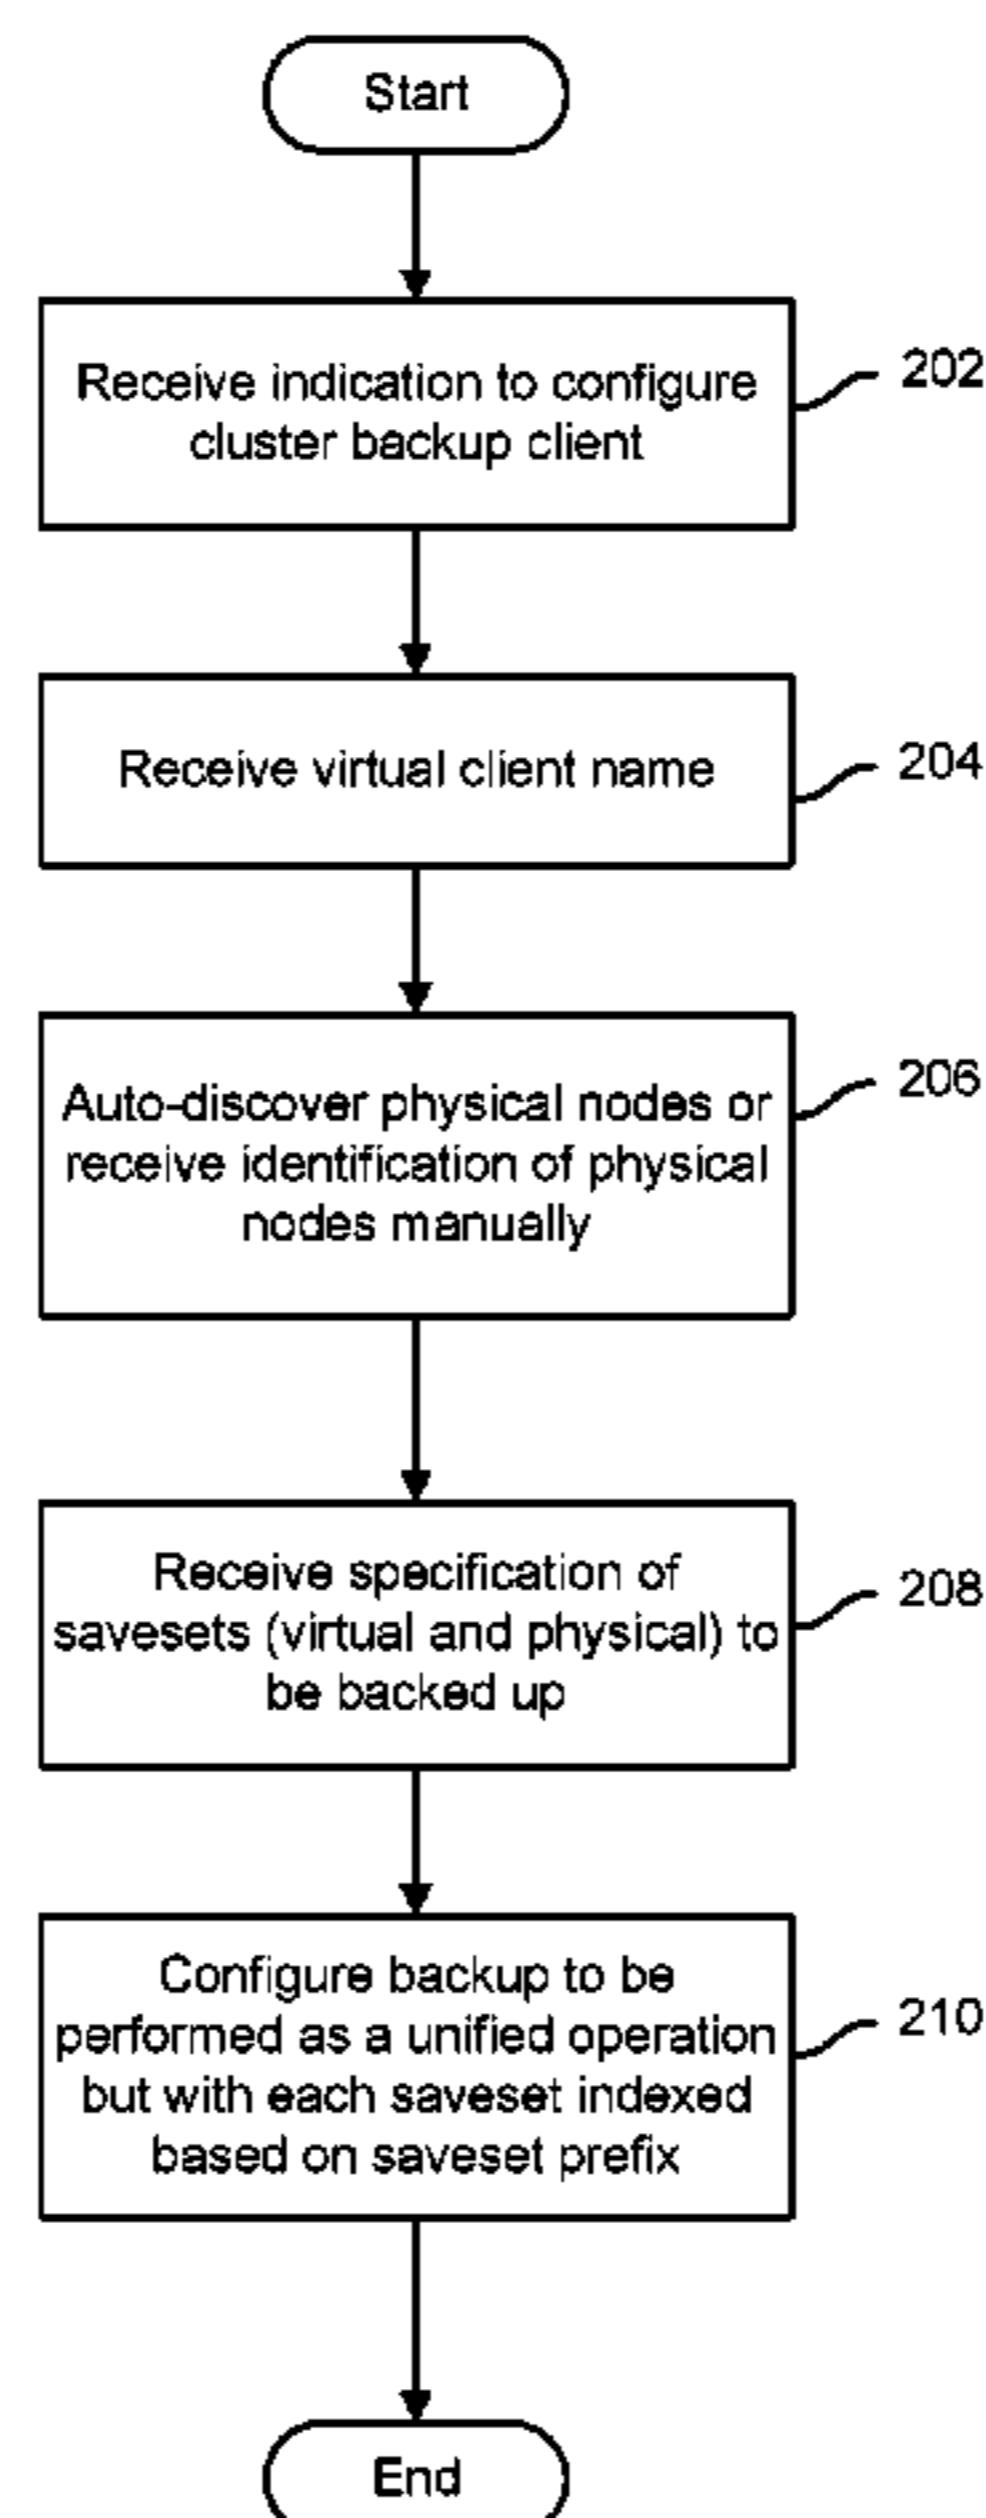 Start
Receive indication to configure
cluster backup client
202
Receive virtual client name
204
Auto-discover physical nodes or
receive identification of physical
nodes manually
206
Receive specification of
savesets (virtual and physical) to
be backed up
208
Configure backup to be
performed as a unified operation
but with each saveset indexed
based on saveset prefix
210
End